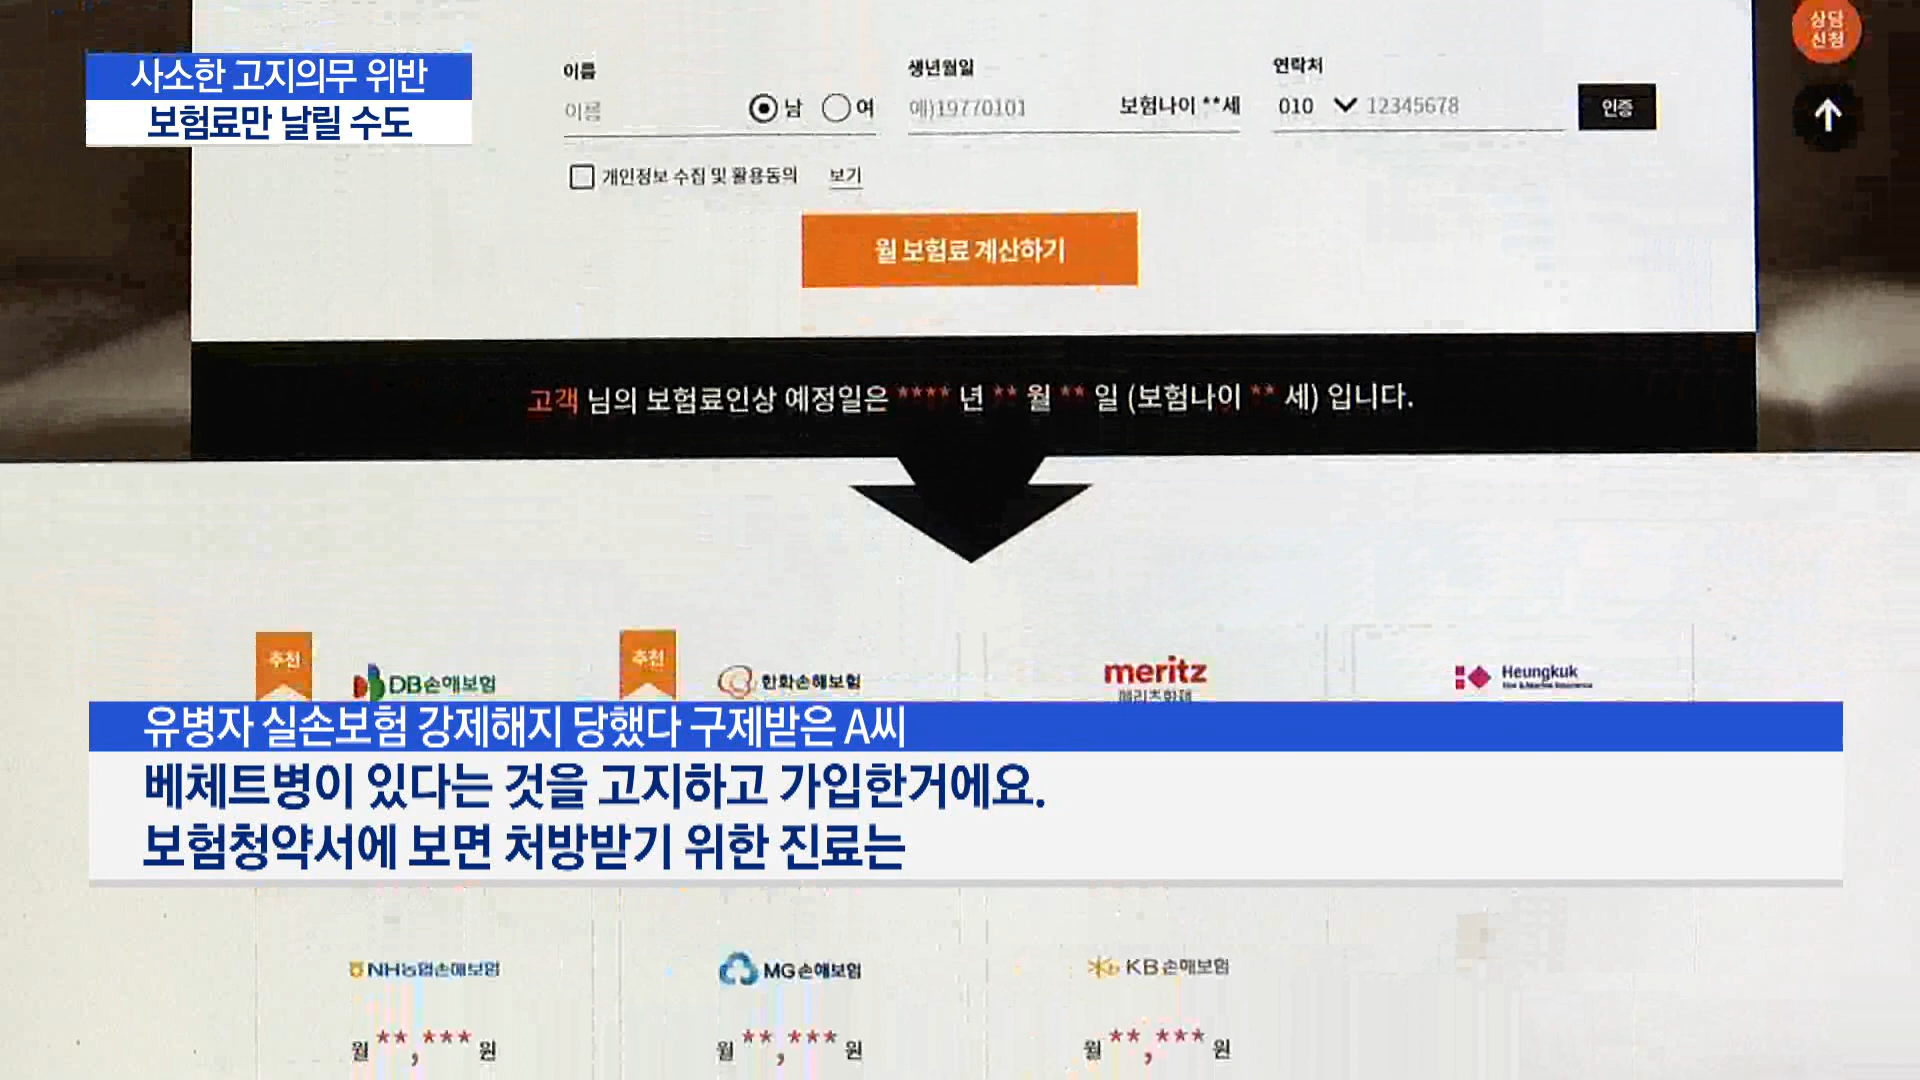 사소한 고지의무 위반
보험료만 날릴 수도
상담
신청
이름
생년월일
연락처
이름
남 여
예)19770101
보험나이 **세
010 12345678
인증
개인정보 수집 및 활용동의 보기
월 보험료 계산하기
고객 님의 보험료인상 예정일은 **** 년 ** 월 ** 일 (보험나이 ** 세) 입니다.
추천
DB손해보험
추천
한화손해보험
meritz
메리츠화재
Heungkuk
유병자 실손보험 강제해지 당했다 구제받은 A씨
베체트병이 있다는 것을 고지하고 가입한거에요.
보험청약서에 보면 처방받기 위한 진료는
NH농협손해보험
MG손해보험
KB손해보험
월 **,*** 원
월 **,*** 원
월 **,*** 원